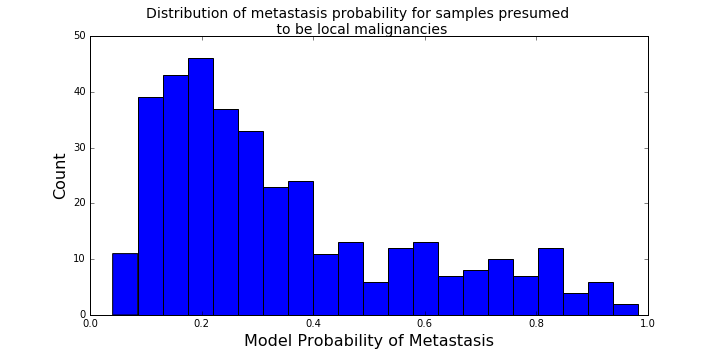 Distribution of metastasis probability for samples presumed
to be local malignancies
50
40
30
20
10
0
Count
0.0 0.2 0.4 0.6 0.8 1.0
Model Probability of Metastasis